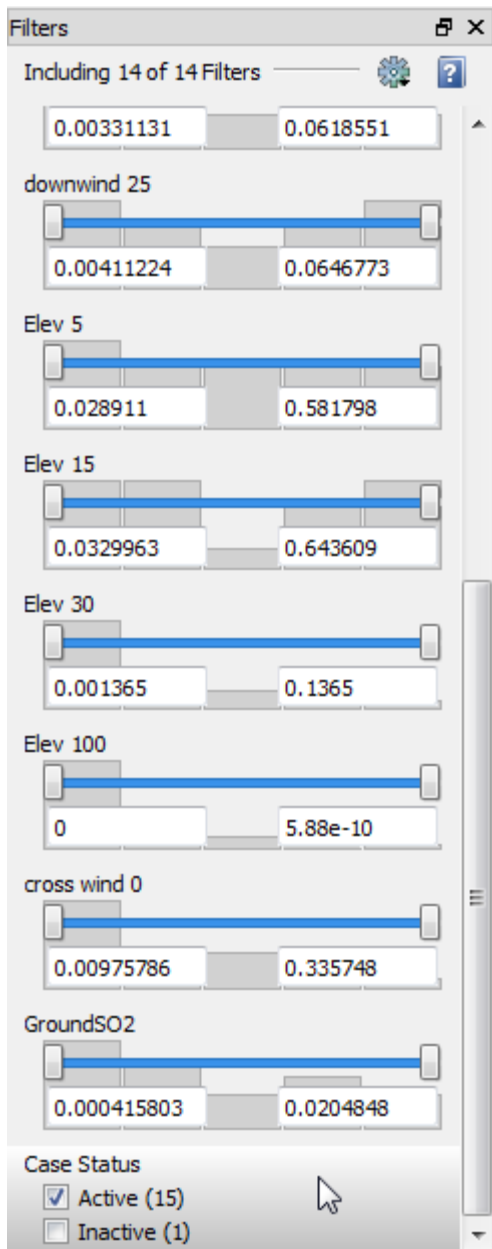 Filters
Including 14 of 14 Filters ?
0.00331131 0.0618551
downwind 25
0.00411224 0.0646773
Elev 5
0.028911 0.581798
Elev 15
0.0329963 0.643609
Elev 30
0.001365 0.1365
Elev 100
0 5.88e-10
cross wind 0
0.00975786 0.335748
GroundSO2
0.000415803 0.0204848
Case Status
Active (15)
Inactive (1)